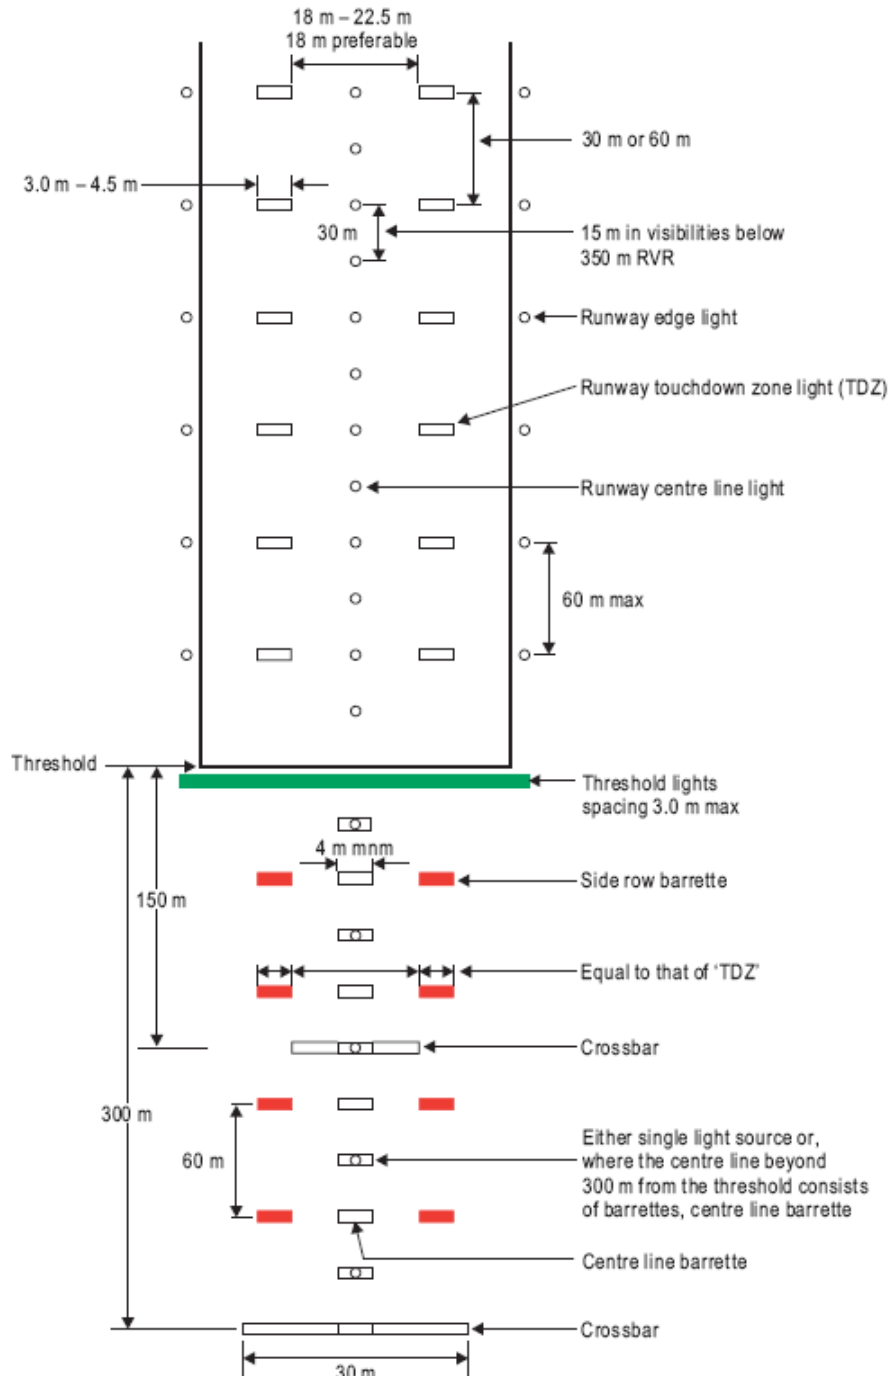 18 m – 22.5 m
18 m preferable
30 m or 60 m
3.0 m – 4.5 m
30 m
15 m in visibilities below
350 m RVR
Runway edge light
Runway touchdown zone light (TDZ)
Runway centre line light
60 m max
Threshold
Threshold lights
spacing 3.0 m max
4 m mnm
Side row barrette
150 m
Equal to that of ‘TDZ’
Crossbar
300 m
60 m
Either single light source or,
where the centre line beyond
300 m from the threshold consists
of barrettes, centre line barrette
Centre line barrette
Crossbar
30 m